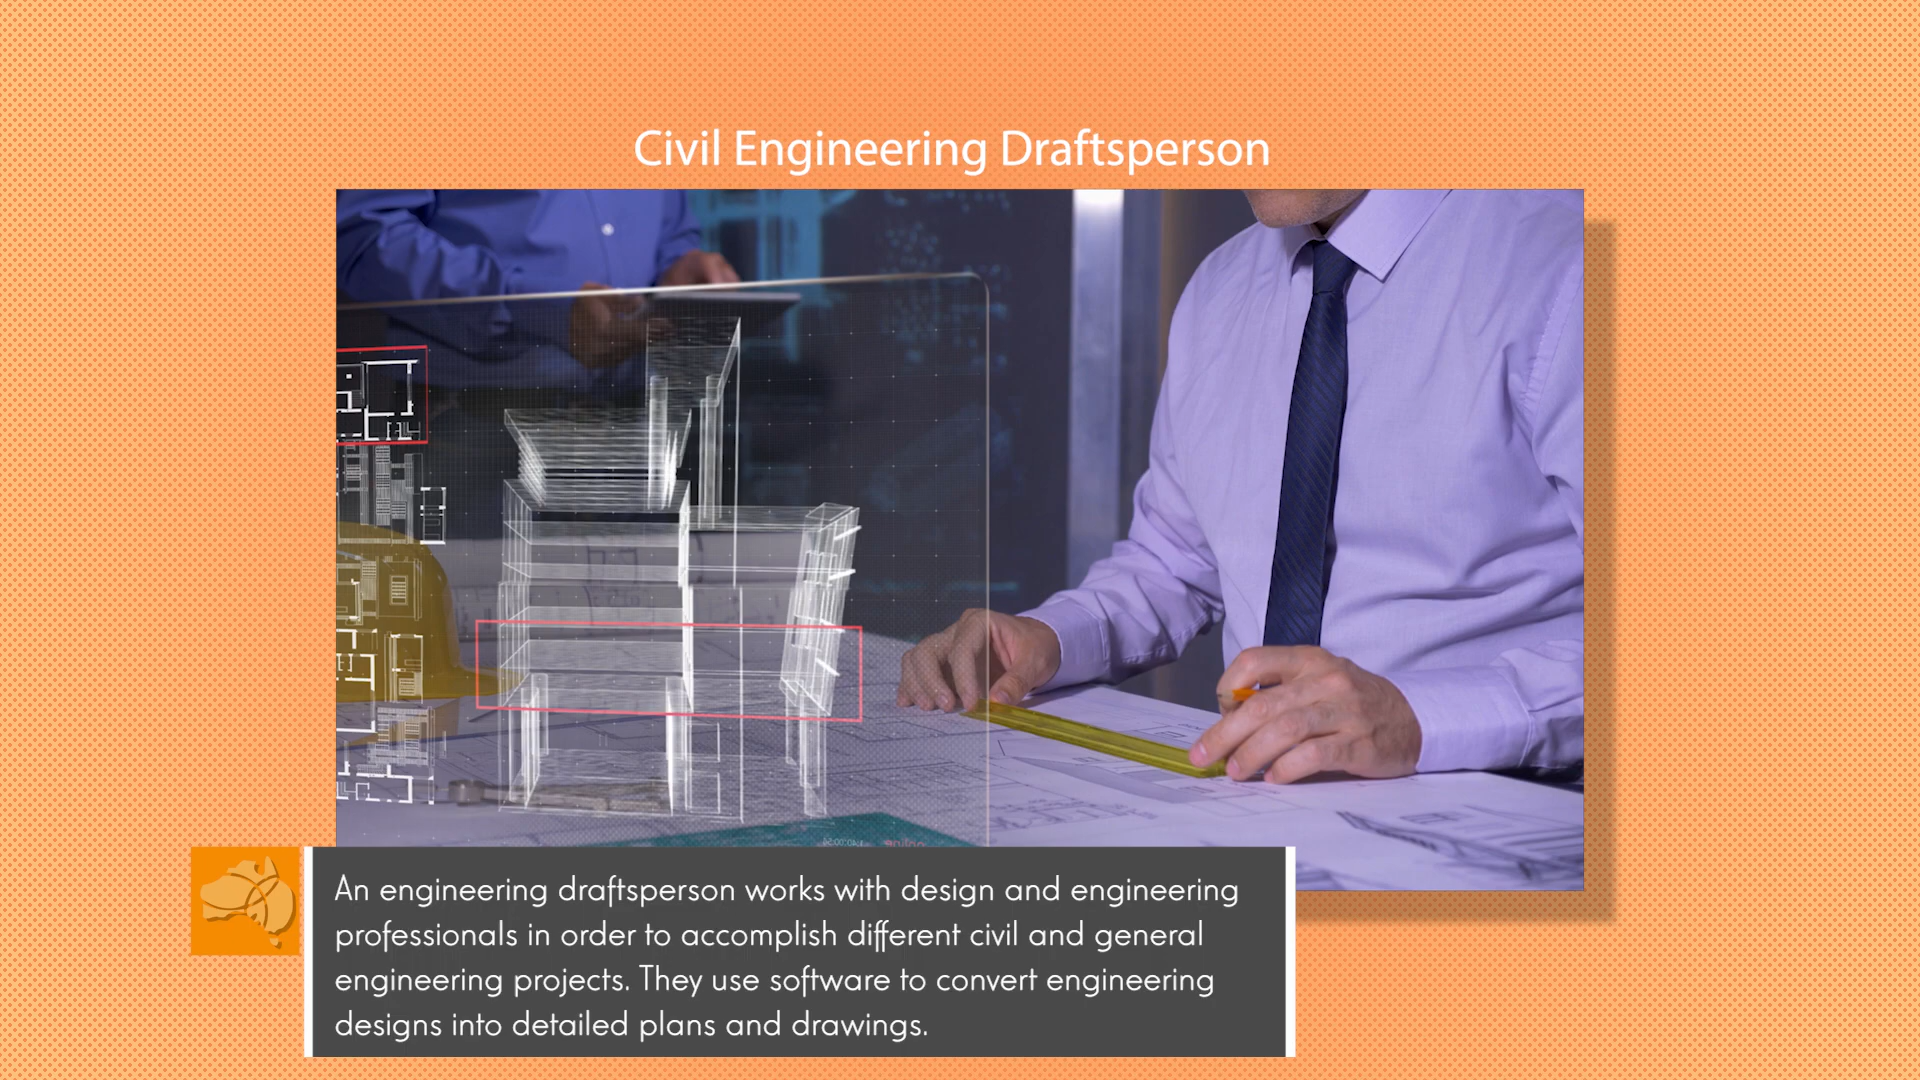 Civil Engineering Draftsperson
An engineering draftsperson works with design and engineering
professionals in order to accomplish different civil and general
engineering projects. They use software to convert engineering
designs into detailed plans and drawings.